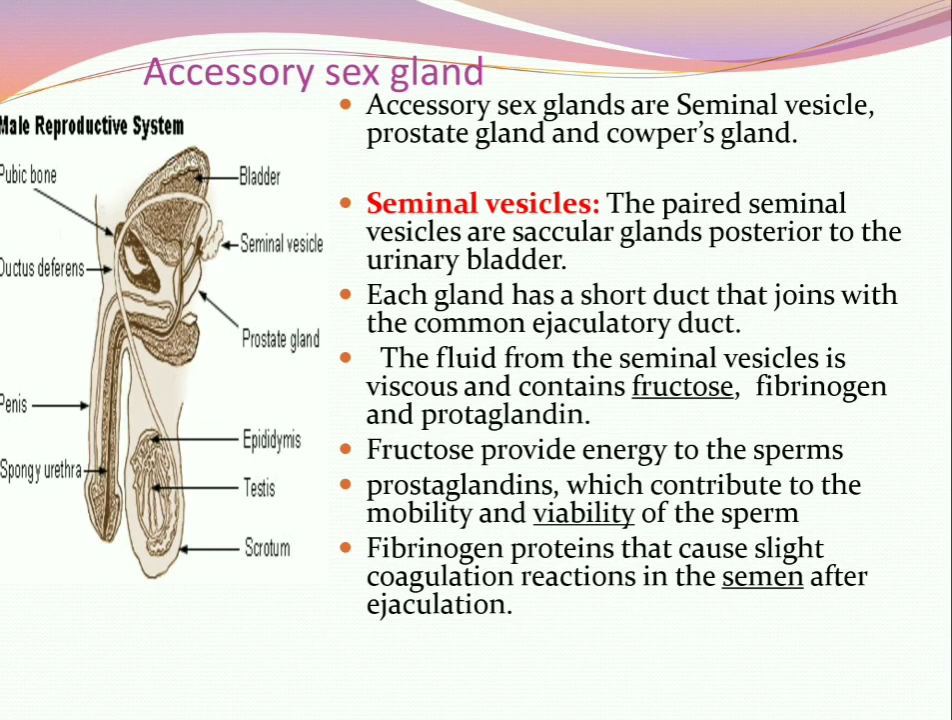 Accessory sex gland
Male Reproductive System
Pubic bone
Bladder
Seminal vesicle
Ductus deferens
Prostate gland
Penis
Epididymis
Spongy urethra
Testis
Scrotum
• Accessory sex glands are Seminal vesicle,
prostate gland and cowper’s gland.
• Seminal vesicles: The paired seminal
vesicles are saccular glands posterior to the
urinary bladder.
• Each gland has a short duct that joins with
the common ejaculatory duct.
• The fluid from the seminal vesicles is
viscous and contains fructose, fibrinogen
and protaglandin.
• Fructose provide energy to the sperms
• prostaglandins, which contribute to the
mobility and viability of the sperm
• Fibrinogen proteins that cause slight
coagulation reactions in the semen after
ejaculation.